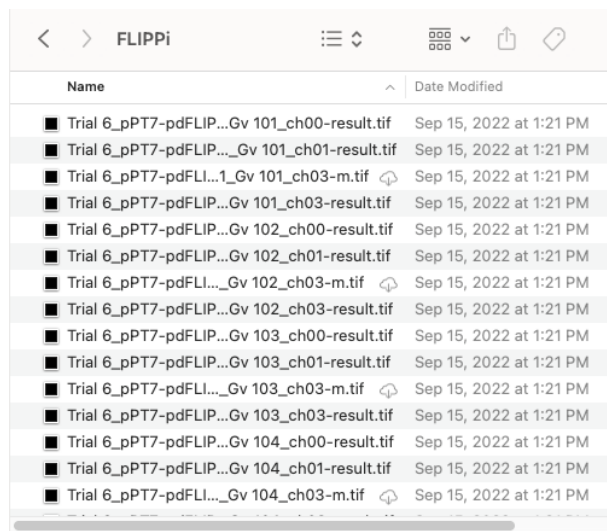 FLIPPi
Name Date Modified
Trial 6_pPT7-pdFLIP...Gv 101_ch00-result.tif Sep 15, 2022 at 1:21 PM
Trial 6_pPT7-pdFLIP..._Gv 101_ch01-result.tif Sep 15, 2022 at 1:21 PM
Trial 6_pPT7-pdFLI...1_Gv 101_ch03-m.tif Sep 15, 2022 at 1:21 PM
Trial 6_pPT7-pdFLIP...Gv 101_ch03-result.tif Sep 15, 2022 at 1:21 PM
Trial 6_pPT7-pdFLIP...Gv 102_ch00-result.tif Sep 15, 2022 at 1:21 PM
Trial 6_pPT7-pdFLIP...Gv 102_ch01-result.tif Sep 15, 2022 at 1:21 PM
Trial 6_pPT7-pdFLI..._Gv 102_ch03-m.tif Sep 15, 2022 at 1:21 PM
Trial 6_pPT7-pdFLIP...Gv 102_ch03-result.tif Sep 15, 2022 at 1:21 PM
Trial 6_pPT7-pdFLIP...Gv 103_ch00-result.tif Sep 15, 2022 at 1:21 PM
Trial 6_pPT7-pdFLIP...Gv 103_ch01-result.tif Sep 15, 2022 at 1:21 PM
Trial 6_pPT7-pdFLI..._Gv 103_ch03-m.tif Sep 15, 2022 at 1:21 PM
Trial 6_pPT7-pdFLIP...Gv 103_ch03-result.tif Sep 15, 2022 at 1:21 PM
Trial 6_pPT7-pdFLIP...Gv 104_ch00-result.tif Sep 15, 2022 at 1:21 PM
Trial 6_pPT7-pdFLIP...Gv 104_ch01-result.tif Sep 15, 2022 at 1:21 PM
Trial 6_pPT7-pdFLI..._Gv 104_ch03-m.tif Sep 15, 2022 at 1:21 PM